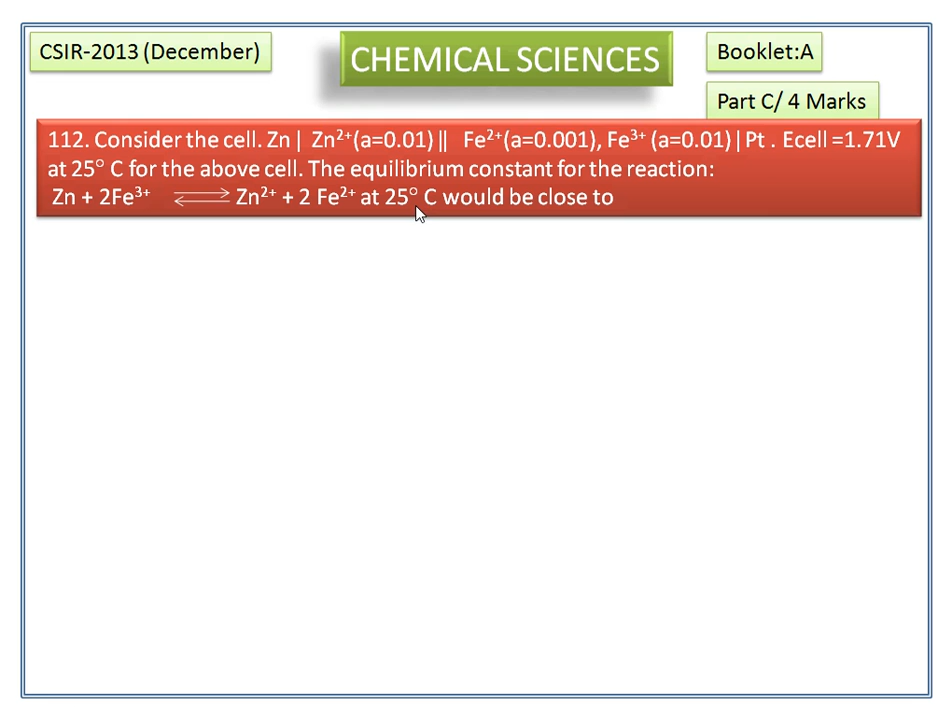 CSIR-2013 (December)
CHEMICAL SCIENCES
Booklet:A
Part C/ 4 Marks
112. Consider the cell. Zn | Zn²⁺(a=0.01) || Fe²⁺(a=0.001), Fe³⁺ (a=0.01) | Pt . Ecell =1.71V
at 25° C for the above cell. The equilibrium constant for the reaction:
Zn + 2Fe³⁺ ⇌ Zn²⁺ + 2 Fe²⁺ at 25° C would be close to